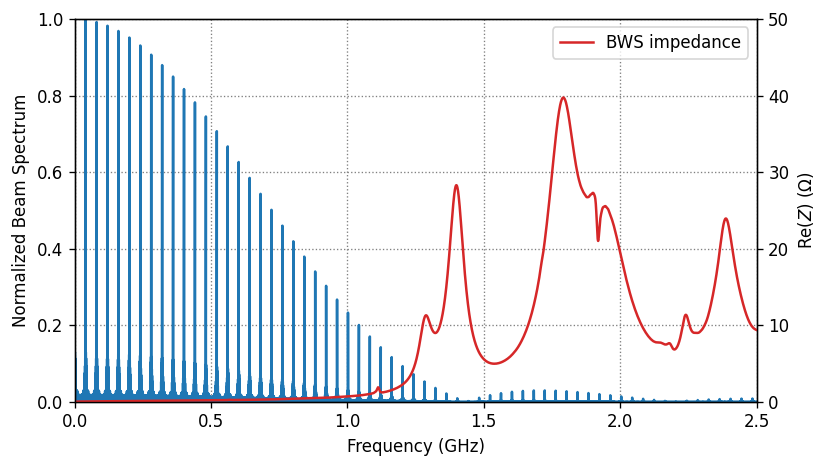 1.0
0.8
0.6
0.4
0.2
0.0
Normalized Beam Spectrum
BWS impedance
50
40
30
20
10
0
Re(Z) (Ω)
0.0 0.5 1.0 1.5 2.0 2.5
Frequency (GHz)